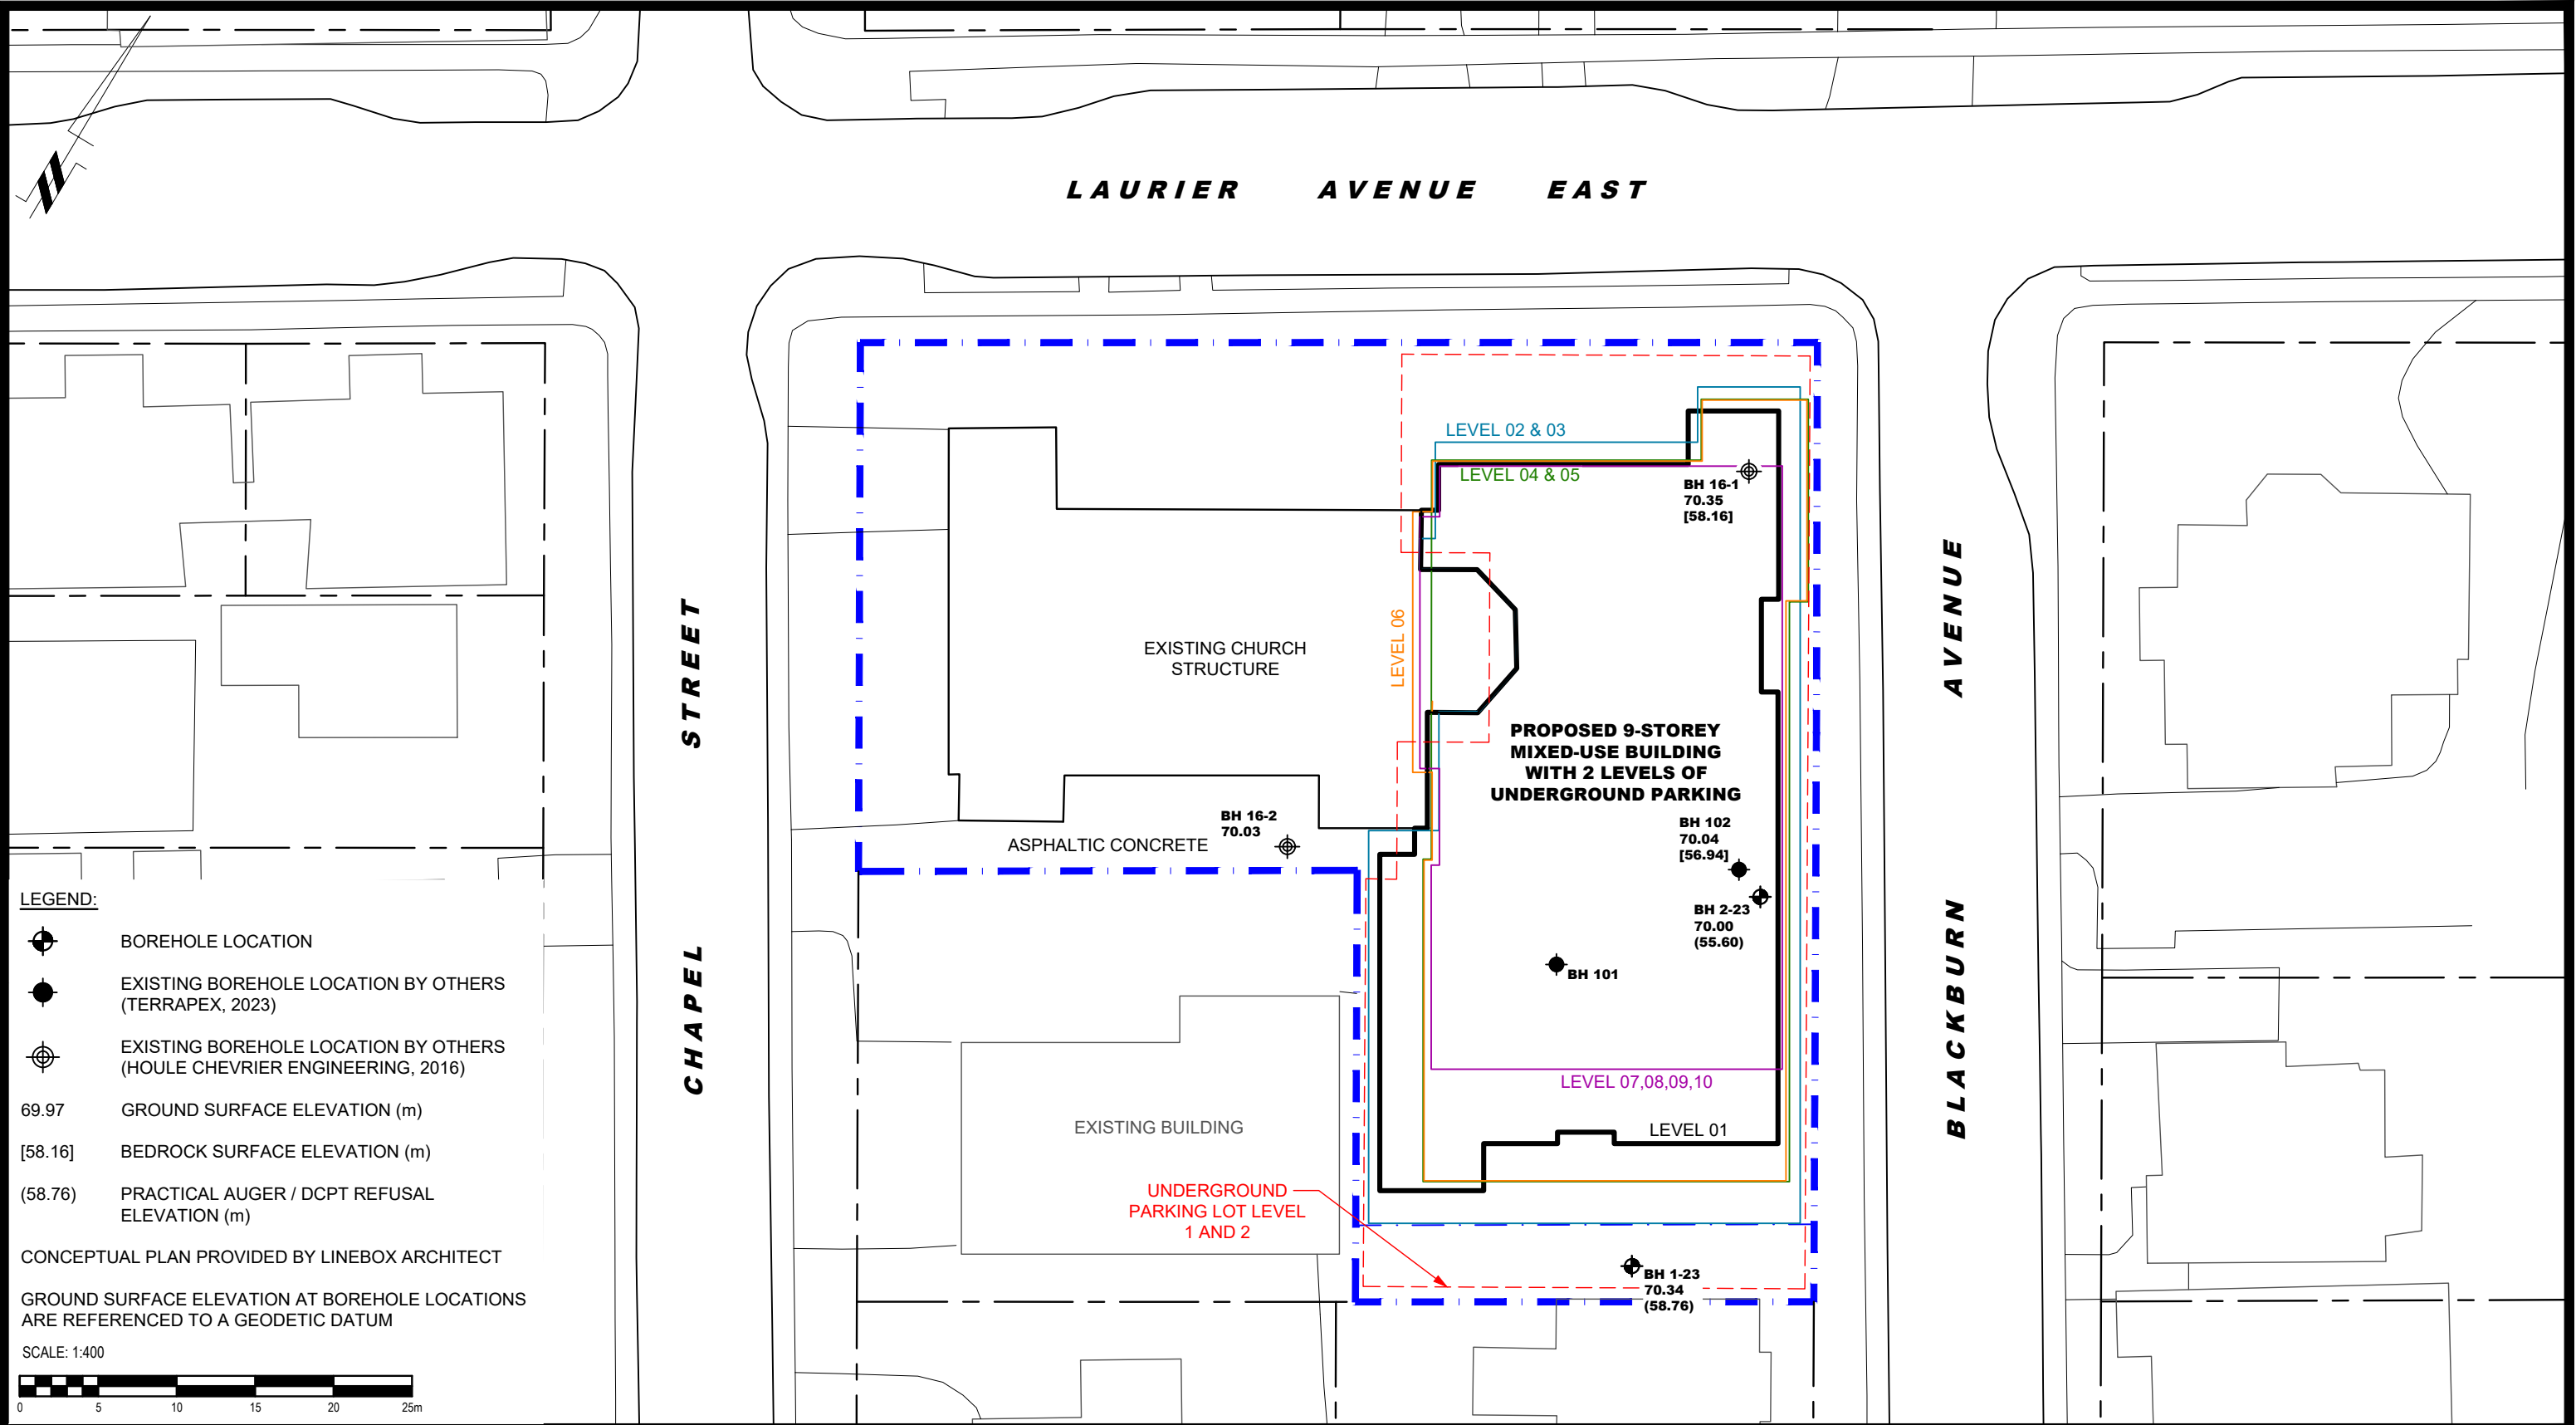 LAURIER AVENUE EAST
CHAPEL STREET
BLACKBURN AVENUE
LEVEL 02 & 03
LEVEL 04 & 05
BH 16-1
70.35
[58.16]
LEVEL 06
EXISTING CHURCH
STRUCTURE
PROPOSED 9-STOREY
MIXED-USE BUILDING
WITH 2 LEVELS OF
UNDERGROUND PARKING
BH 16-2
70.03
ASPHALTIC CONCRETE
BH 102
70.04
[56.94]
BH 2-23
70.00
(55.60)
BH 101
LEVEL 07,08,09,10
LEVEL 01
EXISTING BUILDING
UNDERGROUND
PARKING LOT LEVEL
1 AND 2
BH 1-23
70.34
(58.76)
LEGEND:
BOREHOLE LOCATION
EXISTING BOREHOLE LOCATION BY OTHERS
(TERRAPEX, 2023)
EXISTING BOREHOLE LOCATION BY OTHERS
(HOULE CHEVRIER ENGINEERING, 2016)
69.97 GROUND SURFACE ELEVATION (m)
[58.16] BEDROCK SURFACE ELEVATION (m)
(58.76) PRACTICAL AUGER / DCPT REFUSAL
ELEVATION (m)
CONCEPTUAL PLAN PROVIDED BY LINEBOX ARCHITECT
GROUND SURFACE ELEVATION AT BOREHOLE LOCATIONS
ARE REFERENCED TO A GEODETIC DATUM
SCALE: 1:400
0 5 10 15 20 25m